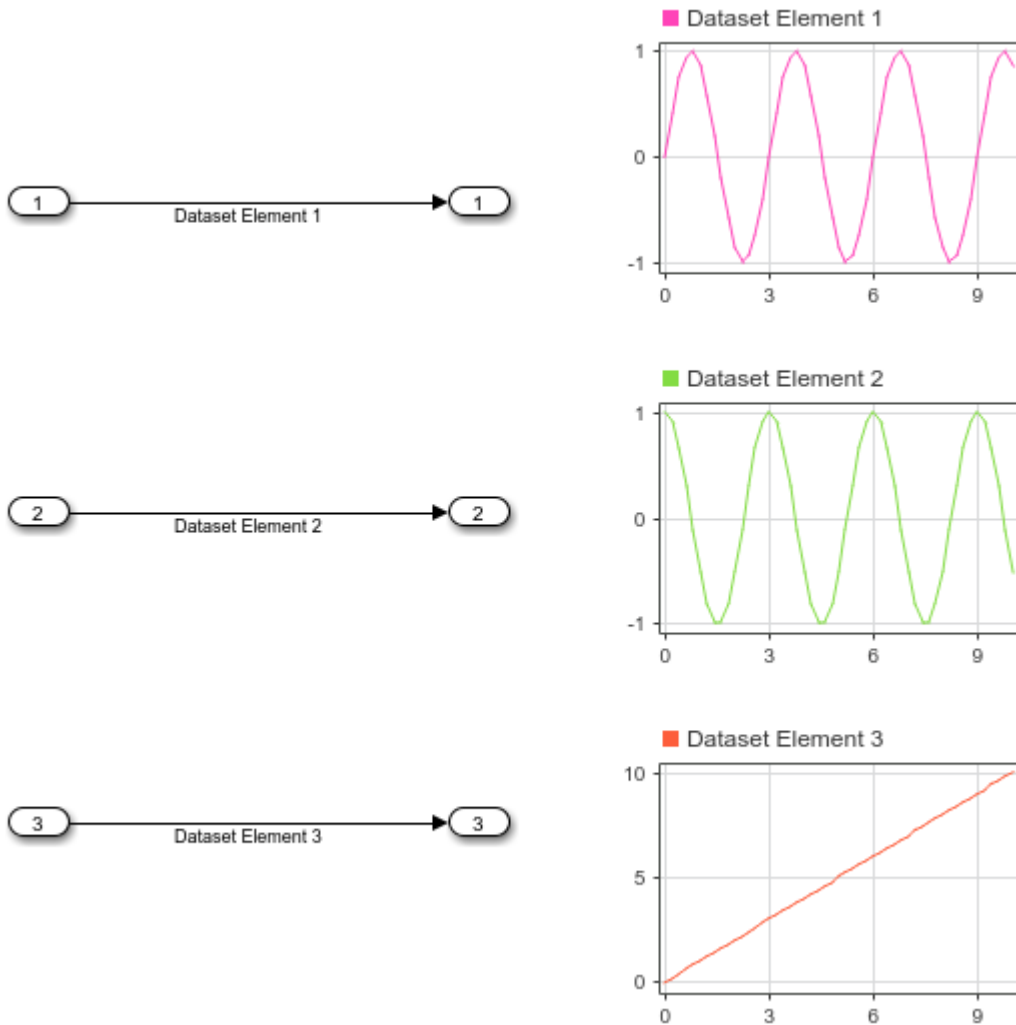 Dataset Element 1
1
0
-1
0 3 6 9
1 1
Dataset Element 1
Dataset Element 2
1
0
-1
0 3 6 9
2 2
Dataset Element 2
Dataset Element 3
10
5
0
0 3 6 9
3 3
Dataset Element 3